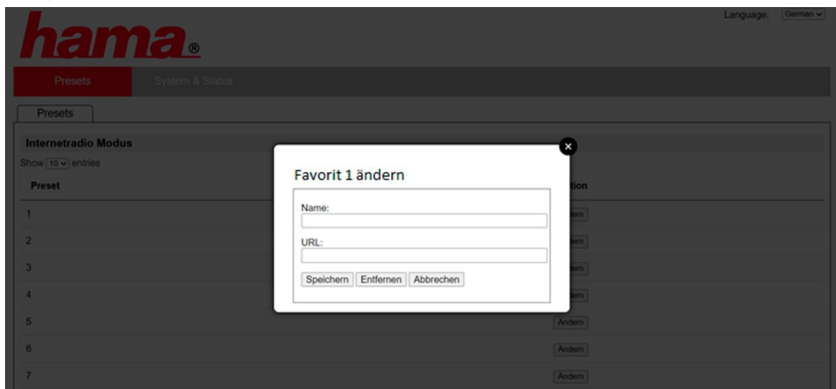 Language: German
hama®
Presets System & Status
Presets
Internetradio Modus
Show 10 entries
Preset
Favorit 1 ändern
Name:
URL:
Speichern Entfernen Abbrechen
1
2
3
4
5 Ändern
6 Ändern
7 Ändern